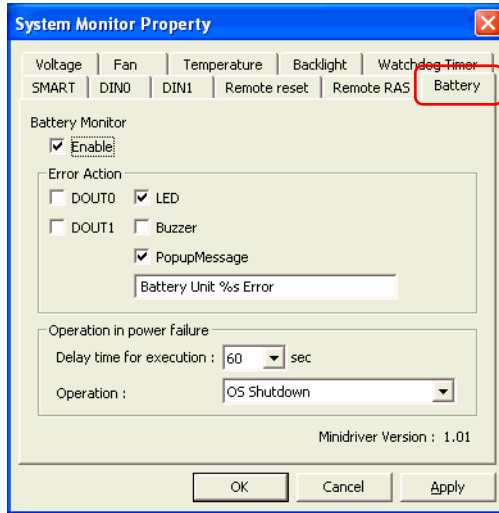 System Monitor Property
Voltage Fan Temperature Backlight Watchdog Timer
SMART DIN0 DIN1 Remote reset Remote RAS Battery
Battery Monitor
Enable
Error Action
DOUT0 LED
DOUT1 Buzzer
PopupMessage
Battery Unit %s Error
Operation in power failure
Delay time for execution : 60 sec
Operation : OS Shutdown
Minidriver Version : 1.01
OK Cancel Apply